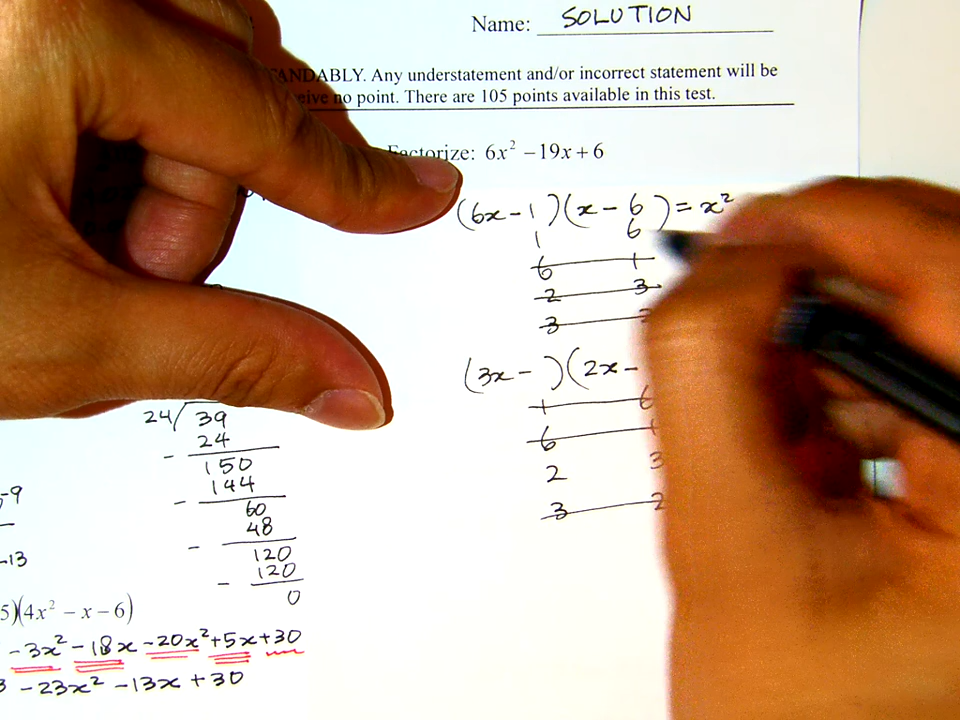 Name: SOLUTION
ANDABLY. Any understatement and/or incorrect statement will be
no point. There are 105 points available in this test.
Factorize: 6x² − 19x + 6
(6x − 1)(x − 6) = x²
1 6
6 1
2 3
3
(3x − )(2x −
1 6
6
2 3
3 2
24 39
24
− 150
144
− 60
48
− 120
120
− 0
-9
-13
5)(4x² − x − 6)
−3x² −18x −20x² +5x +30
3 −23x² −13x +30